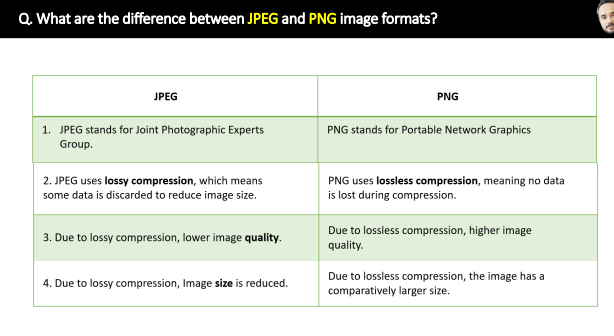 Q. What are the difference between JPEG and PNG image formats?
JPEG
PNG
1. JPEG stands for Joint Photographic Experts
Group.
PNG stands for Portable Network Graphics
2. JPEG uses lossy compression, which means
some data is discarded to reduce image size.
PNG uses lossless compression, meaning no data
is lost during compression.
3. Due to lossy compression, lower image quality.
Due to lossless compression, higher image
quality.
4. Due to lossy compression, Image size is reduced.
Due to lossless compression, the image has a
comparatively larger size.